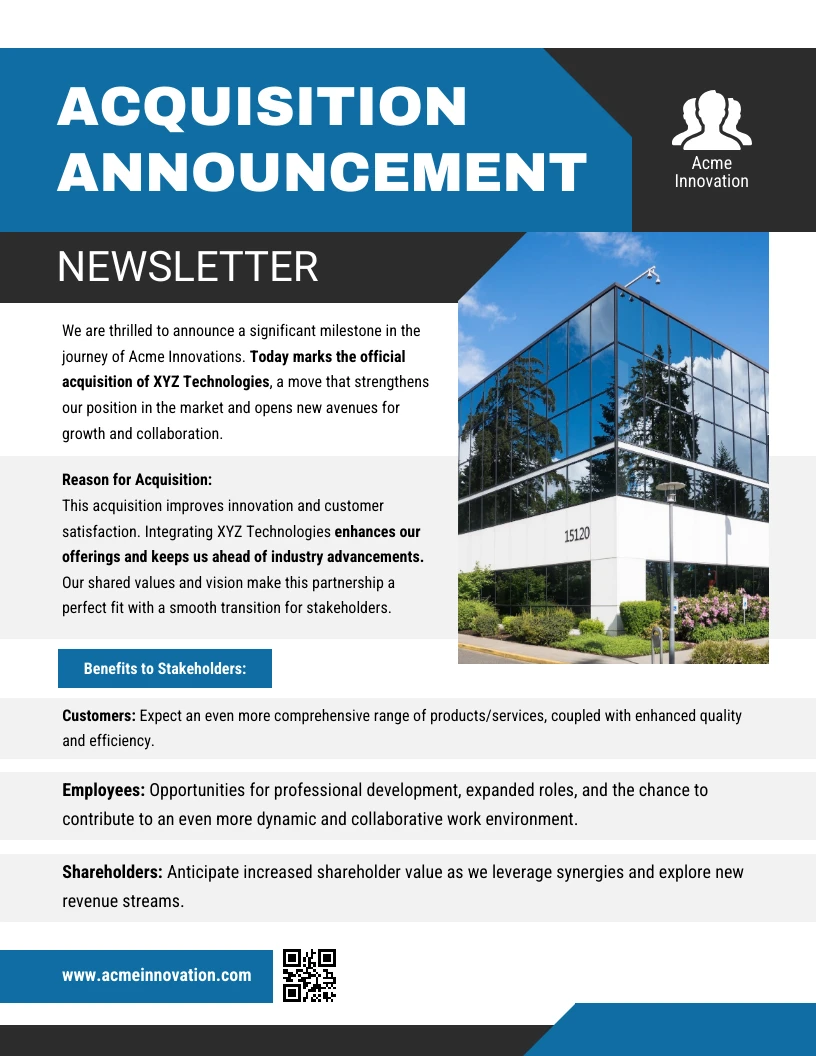 ACQUISITION
ANNOUNCEMENT
Acme
Innovation
NEWSLETTER
We are thrilled to announce a significant milestone in the
journey of Acme Innovations. Today marks the official
acquisition of XYZ Technologies, a move that strengthens
our position in the market and opens new avenues for
growth and collaboration.
Reason for Acquisition:
This acquisition improves innovation and customer
satisfaction. Integrating XYZ Technologies enhances our
offerings and keeps us ahead of industry advancements.
Our shared values and vision make this partnership a
perfect fit with a smooth transition for stakeholders.
15120
Benefits to Stakeholders:
Customers: Expect an even more comprehensive range of products/services, coupled with enhanced quality
and efficiency.
Employees: Opportunities for professional development, expanded roles, and the chance to
contribute to an even more dynamic and collaborative work environment.
Shareholders: Anticipate increased shareholder value as we leverage synergies and explore new
revenue streams.
www.acmeinnovation.com